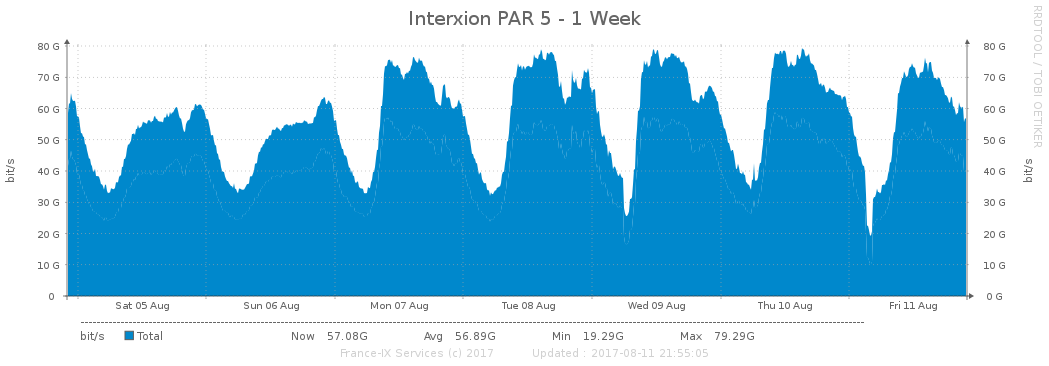 Interxion PAR 5 - 1 Week
RRDTOOL / TOBI OETIKER
bit/s
80 G 80 G
70 G 70 G
60 G 60 G
50 G 50 G
40 G 40 G
30 G 30 G
20 G 20 G
10 G 10 G
0 0 G
bit/s
Sat 05 Aug Sun 06 Aug Mon 07 Aug Tue 08 Aug Wed 09 Aug Thu 10 Aug Fri 11 Aug
bit/s Total Now 57.08G Avg 56.89G Min 19.29G Max 79.29G
France-IX Services (c) 2017 Updated : 2017-08-11 21:55:05